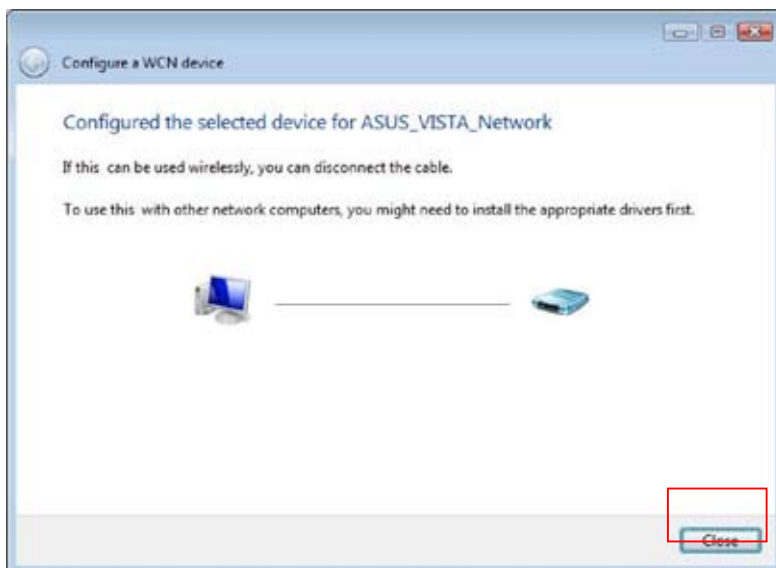 Configure a WCN device
Configured the selected device for ASUS_VISTA_Network
If this can be used wirelessly, you can disconnect the cable.
To use this with other network computers, you might need to install the appropriate drivers first.
Close